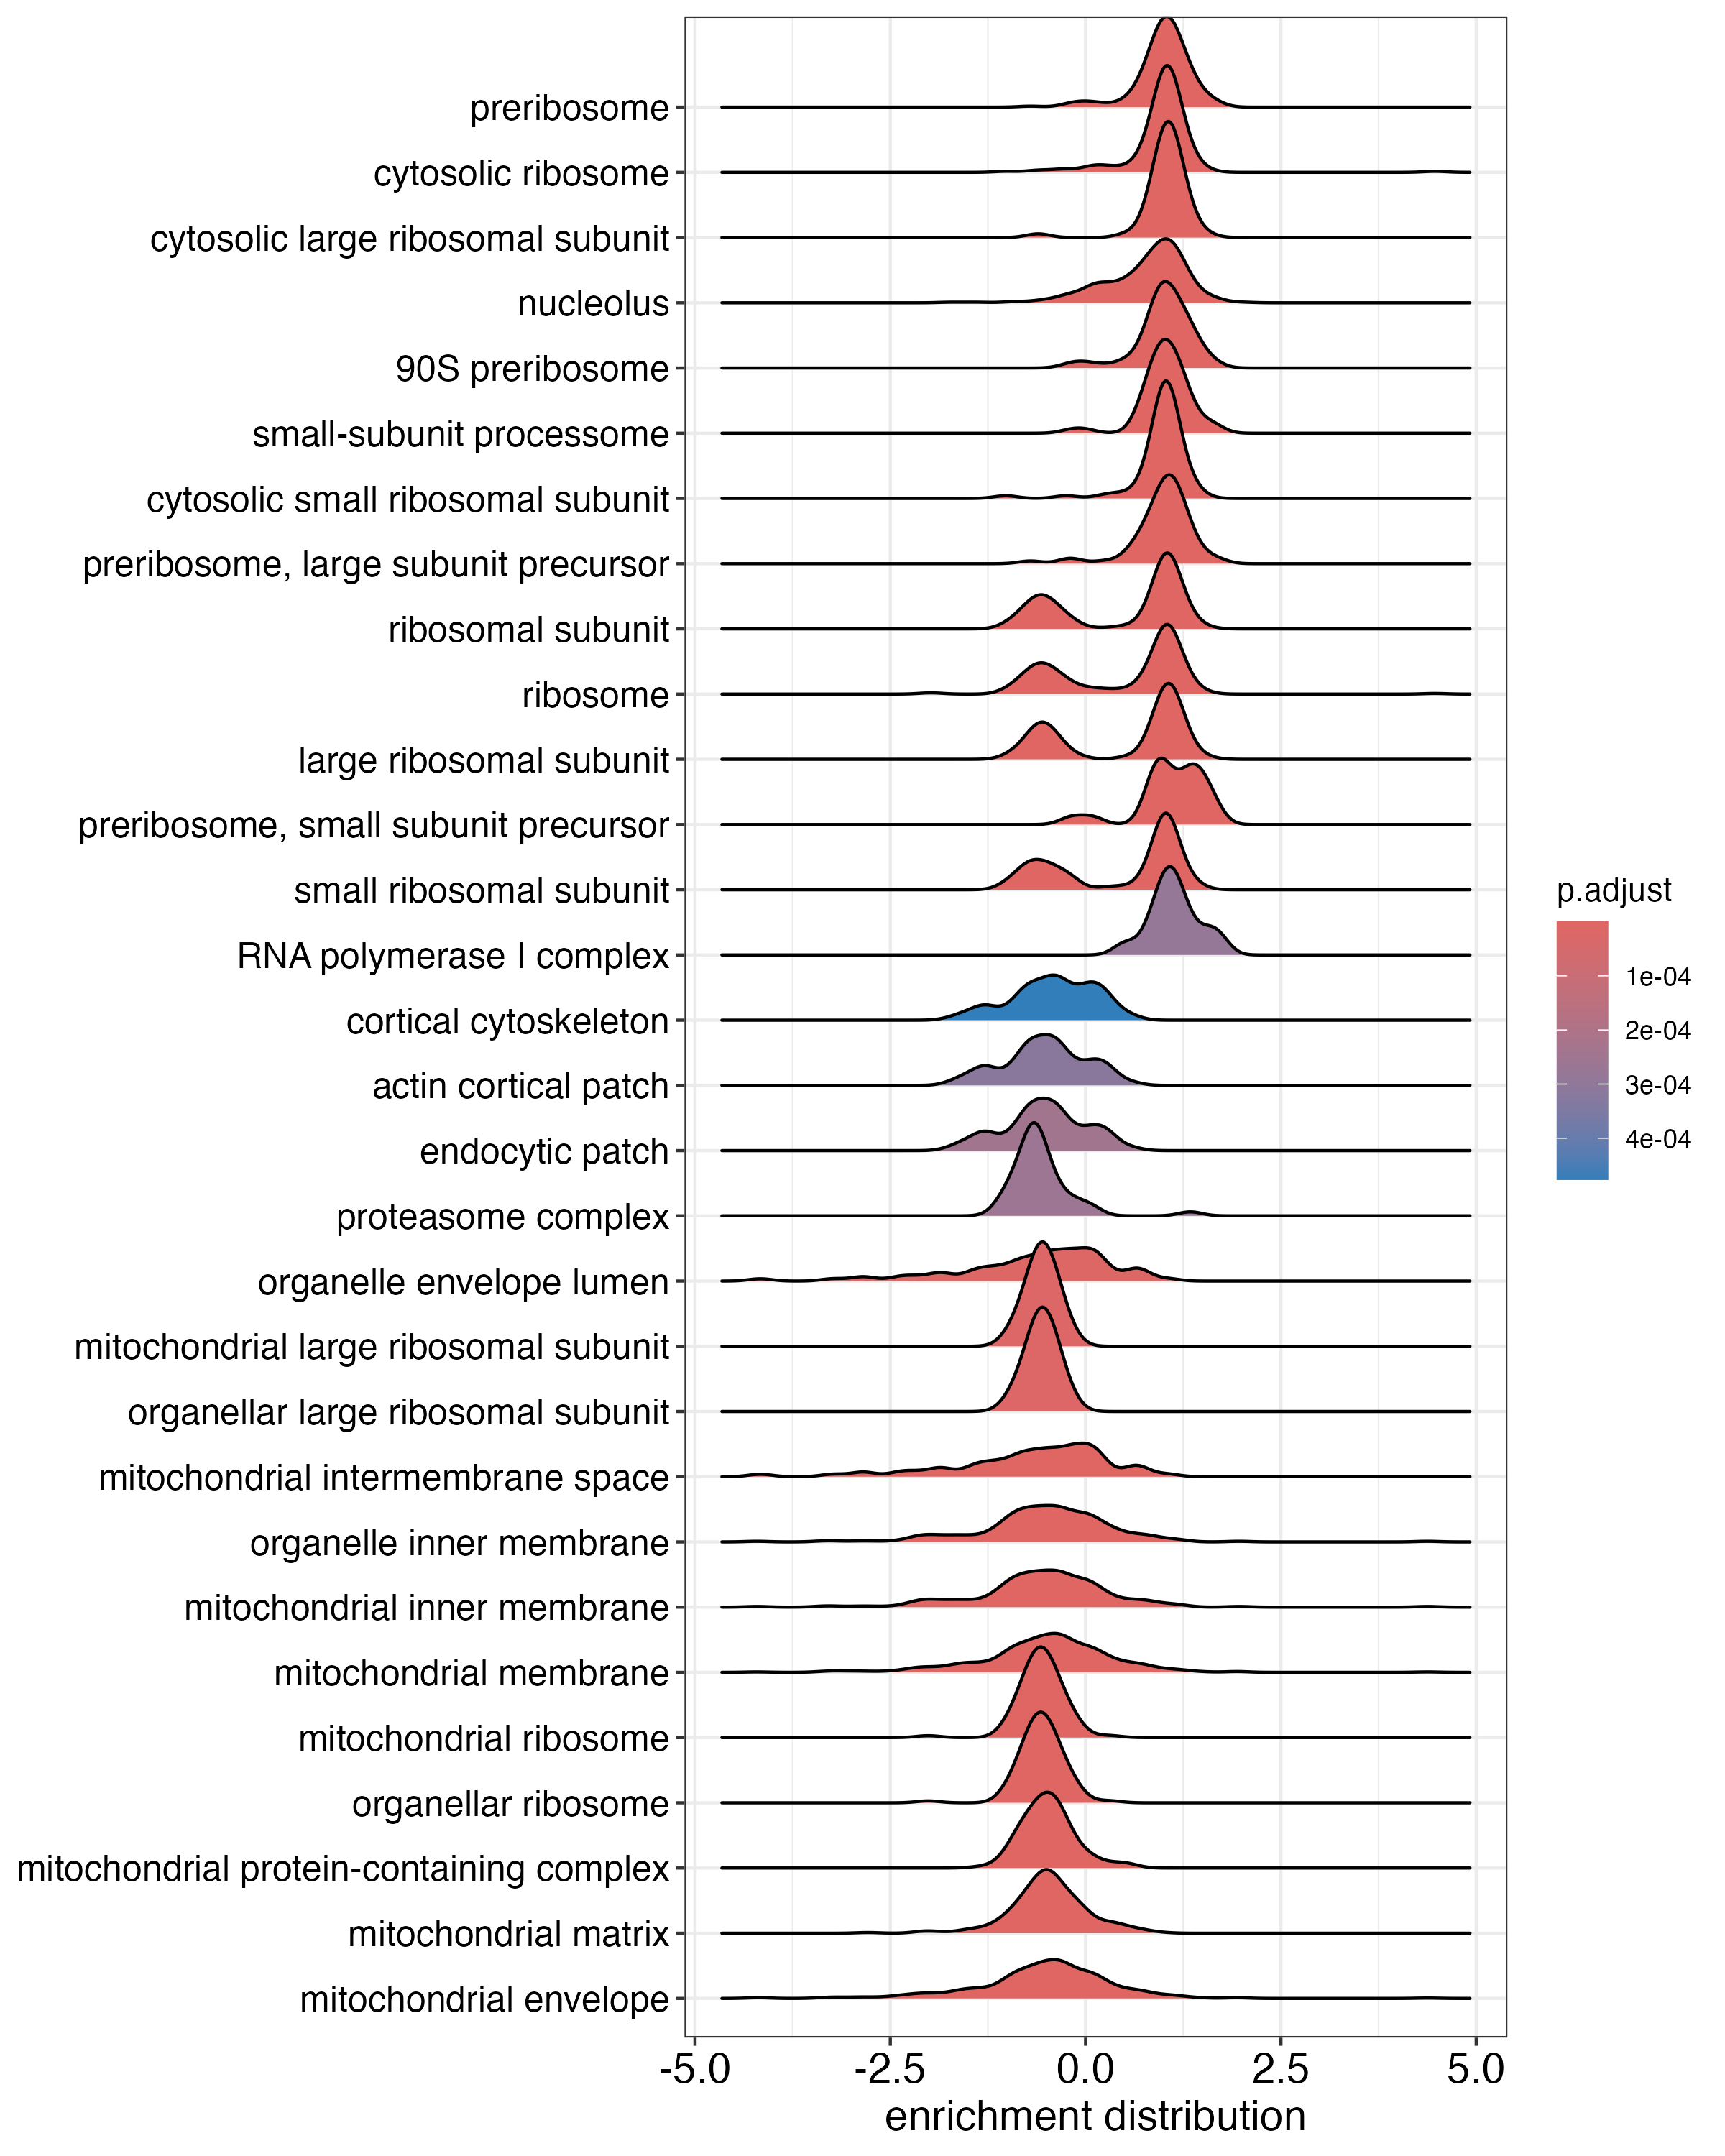 preribosome
cytosolic ribosome
cytosolic large ribosomal subunit
nucleolus
90S preribosome
small-subunit processome
cytosolic small ribosomal subunit
preribosome, large subunit precursor
ribosomal subunit
ribosome
large ribosomal subunit
preribosome, small subunit precursor
small ribosomal subunit
RNA polymerase I complex
cortical cytoskeleton
actin cortical patch
endocytic patch
proteasome complex
organelle envelope lumen
mitochondrial large ribosomal subunit
organellar large ribosomal subunit
mitochondrial intermembrane space
organelle inner membrane
mitochondrial inner membrane
mitochondrial membrane
mitochondrial ribosome
organellar ribosome
mitochondrial protein-containing complex
mitochondrial matrix
mitochondrial envelope
-5.0 -2.5 0.0 2.5 5.0
enrichment distribution
p.adjust
1e-04
2e-04
3e-04
4e-04